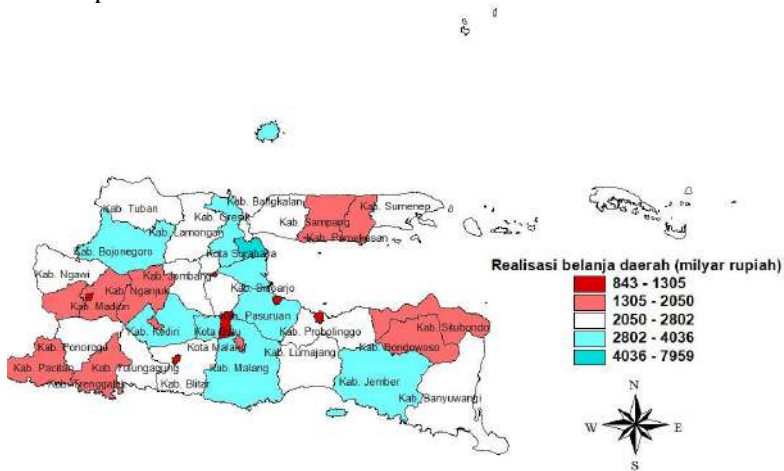 Kab. Tuban
Kab. Bangkalan
Kab. Sumenep
Kab. Gresik
Kab. Lamongan
Kab. Sampang
Kab. Pamekasan
Kab. Bojonegoro
Kota Surabaya
Kab. Ngawi
Kab. Jombang
Kab. Sidoarjo
Kab. Nganjuk
Kab. Madiun
Kab. Pasuruan
Kab. Kediri
Kota Batu
Kab. Probolinggo
Kab. Situbondo
Kab. Ponorogo
Kota Malang
Kab. Lumajang
Kab. Bondowoso
Kab. Pacitan
Kab. Tulungagung
Kab. Malang
Kab. Trenggalek
Kab. Blitar
Kab. Jember
Kab. Banyuwangi
Realisasi belanja daerah (milyar rupiah)
843 - 1305
1305 - 2050
2050 - 2802
2802 - 4036
4036 - 7959
N
W E
S